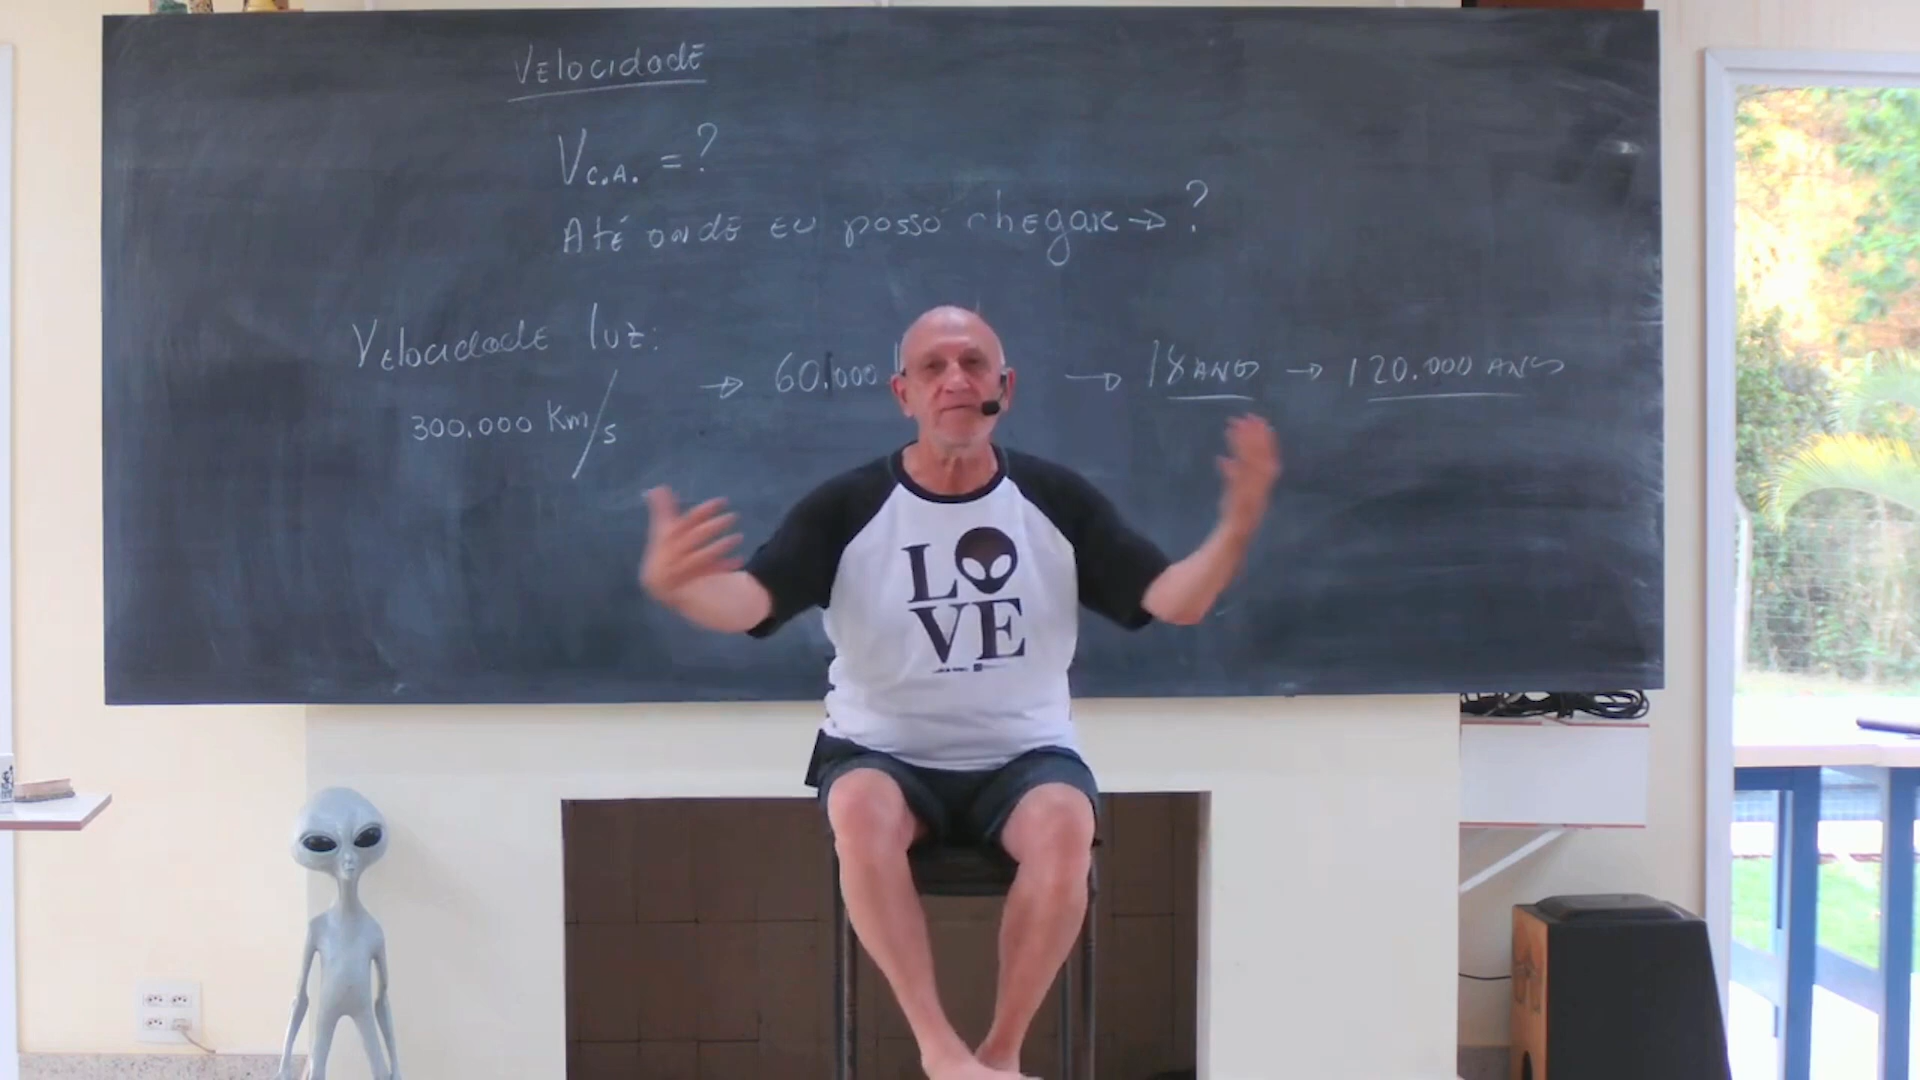 Velocidade
Vc.A. = ?
Até onde eu posso chegar → ?
Velocidade luz:
300.000 Km/s
→ 60.000
→ 18 ANOS → 120.000 ANOS
LOVE